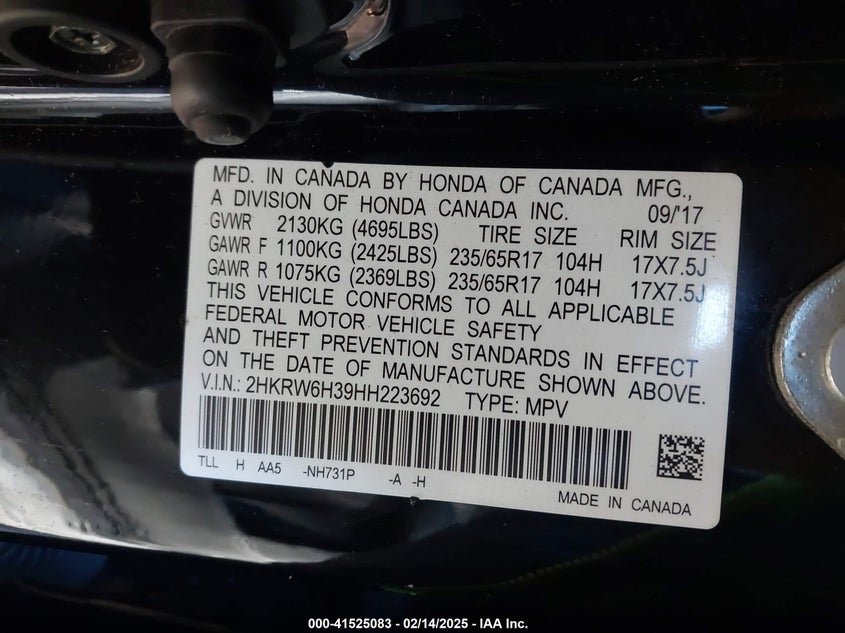 MFD. IN CANADA BY HONDA OF CANADA MFG.,
A DIVISION OF HONDA CANADA INC. 09/'17
GVWR 2130KG (4695LBS) TIRE SIZE RIM SIZE
GAWR F 1100KG (2425LBS) 235/65R17 104H 17X7.5J
GAWR R 1075KG (2369LBS) 235/65R17 104H 17X7.5J
THIS VEHICLE CONFORMS TO ALL APPLICABLE
FEDERAL MOTOR VEHICLE SAFETY
AND THEFT PREVENTION STANDARDS IN EFFECT
ON THE DATE OF MANUFACTURE SHOWN ABOVE.
V.I.N.: 2HKRW6H39HH223692 TYPE: MPV
TLL H AA5 -NH731P -A -H
MADE IN CANADA
000-41525083 - 02/14/2025 - IAA Inc.